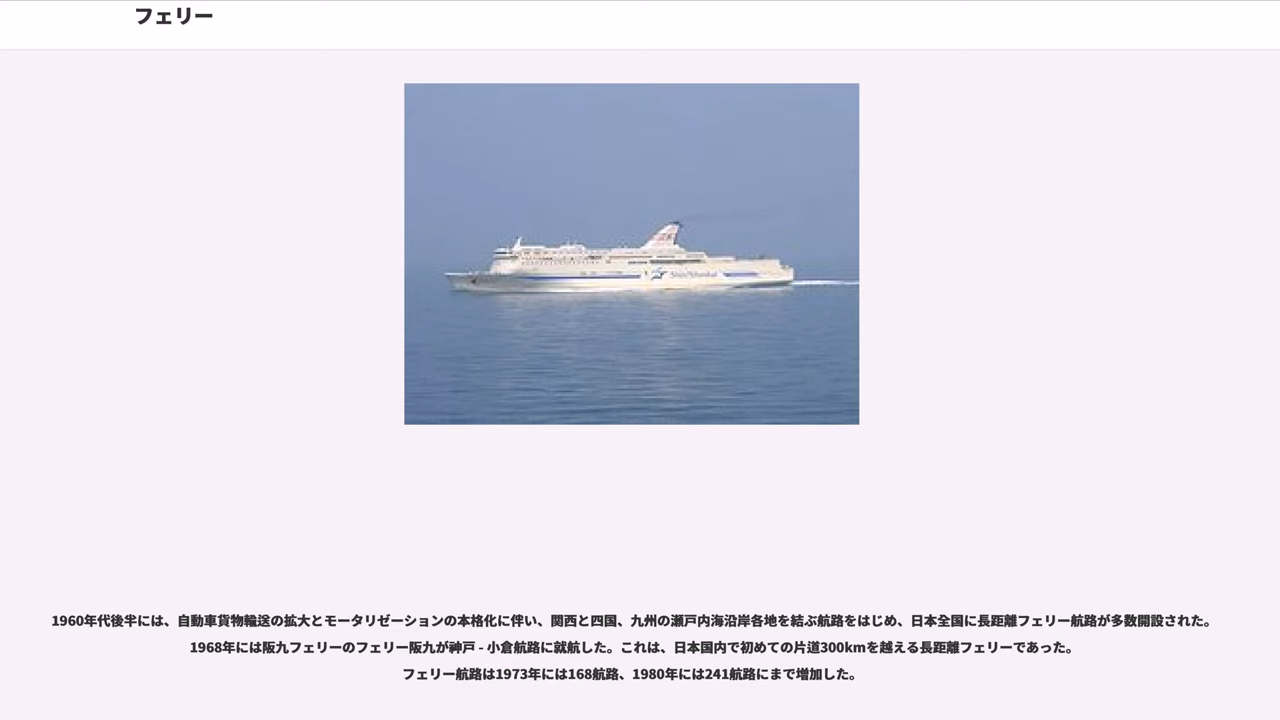 フェリー
1960年代後半には、自動車貨物輸送の拡大とモータリゼーションの本格化に伴い、関西と四国、九州の瀬戸内海沿岸各地を結ぶ航路をはじめ、日本全国に長距離フェリー航路が多数開設された。
1968年には阪九フェリーのフェリー阪九が神戸 - 小倉航路に就航した。これは、日本国内で初めての片道300kmを越える長距離フェリーであった。
フェリー航路は1973年には168航路、1980年には241航路にまで増加した。